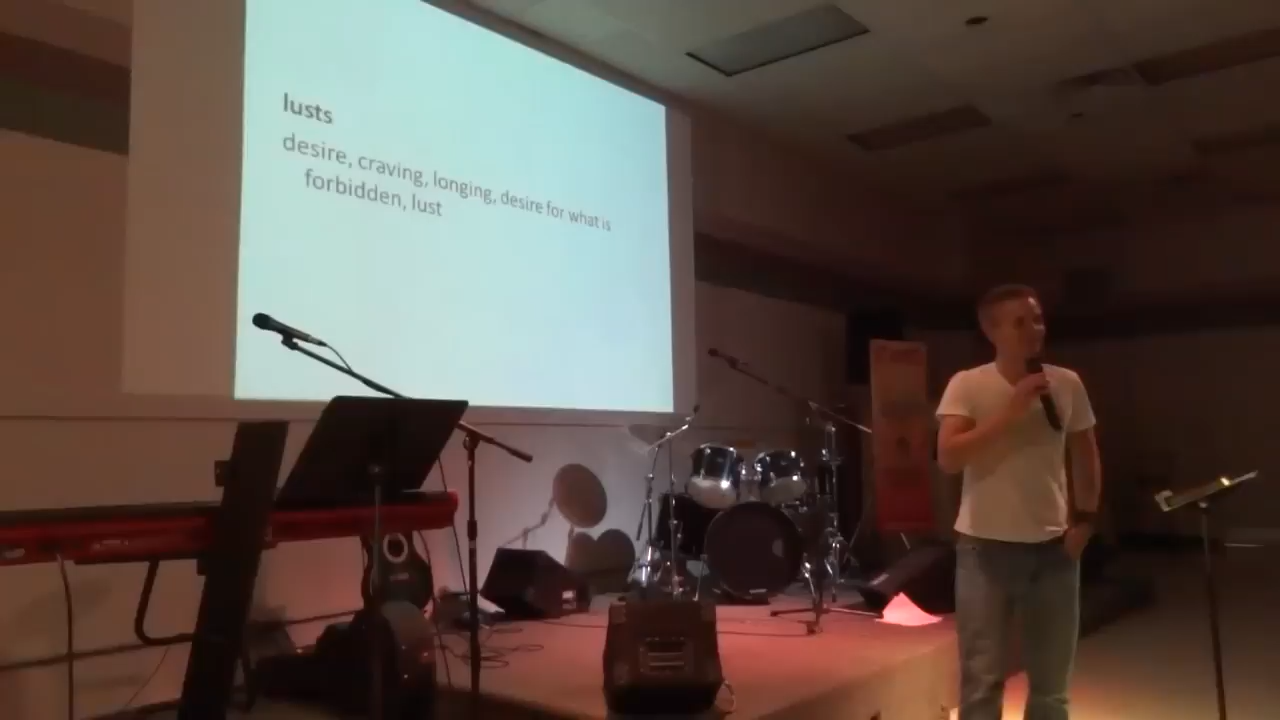 lusts
desire, craving, longing, desire for what is
forbidden, lust